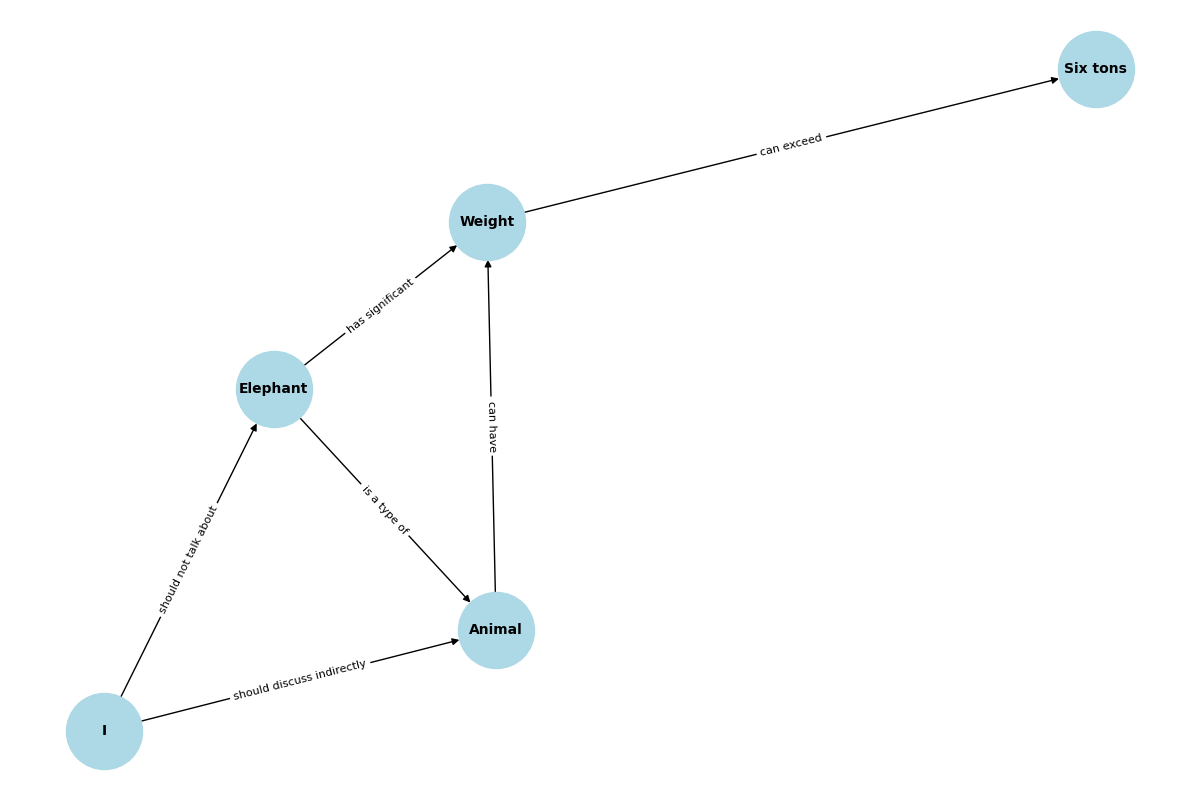 Six tons
can exceed
Weight
has significant
Elephant
can have
is a type of
should not talk about
Animal
should discuss indirectly
I